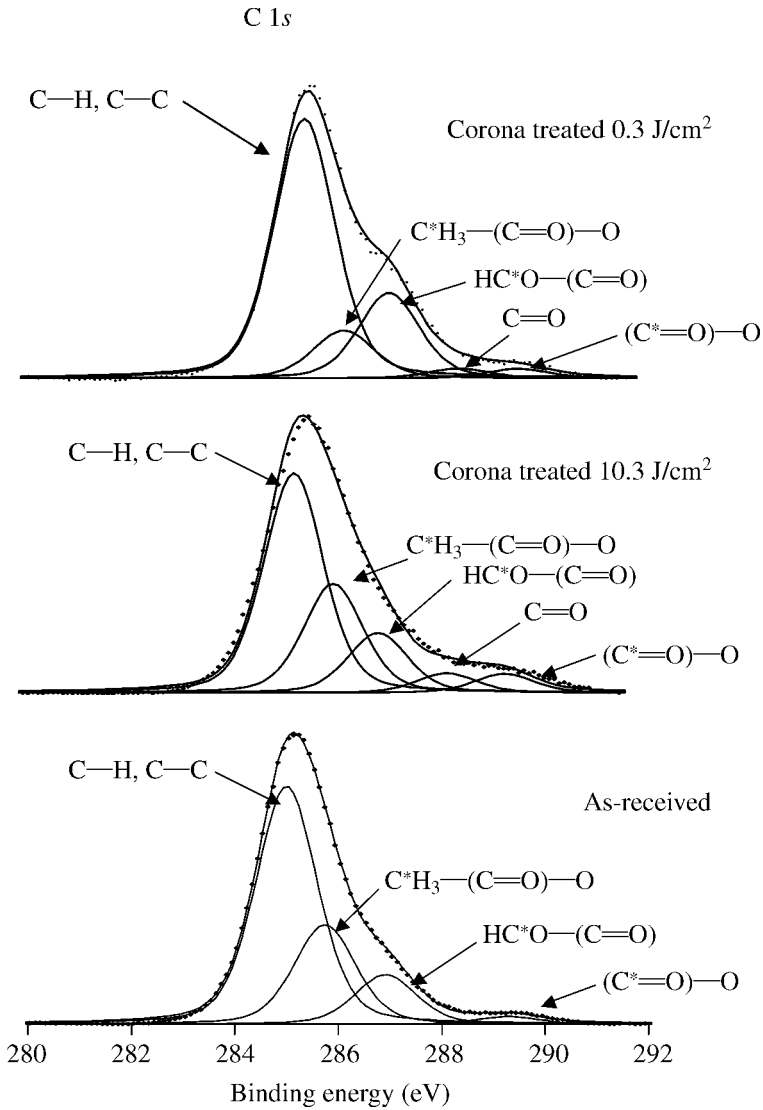 C 1s
C—H, C—C
Corona treated 0.3 J/cm²
C*H₃—(C=O)—O
HC*O—(C=O)
C=O
(C*=O)—O
C—H, C—C
Corona treated 10.3 J/cm²
C*H₃—(C=O)—O
HC*O—(C=O)
C=O
(C*=O)—O
C—H, C—C
As-received
C*H₃—(C=O)—O
HC*O—(C=O)
(C*=O)—O
280 282 284 286 288 290 292
Binding energy (eV)